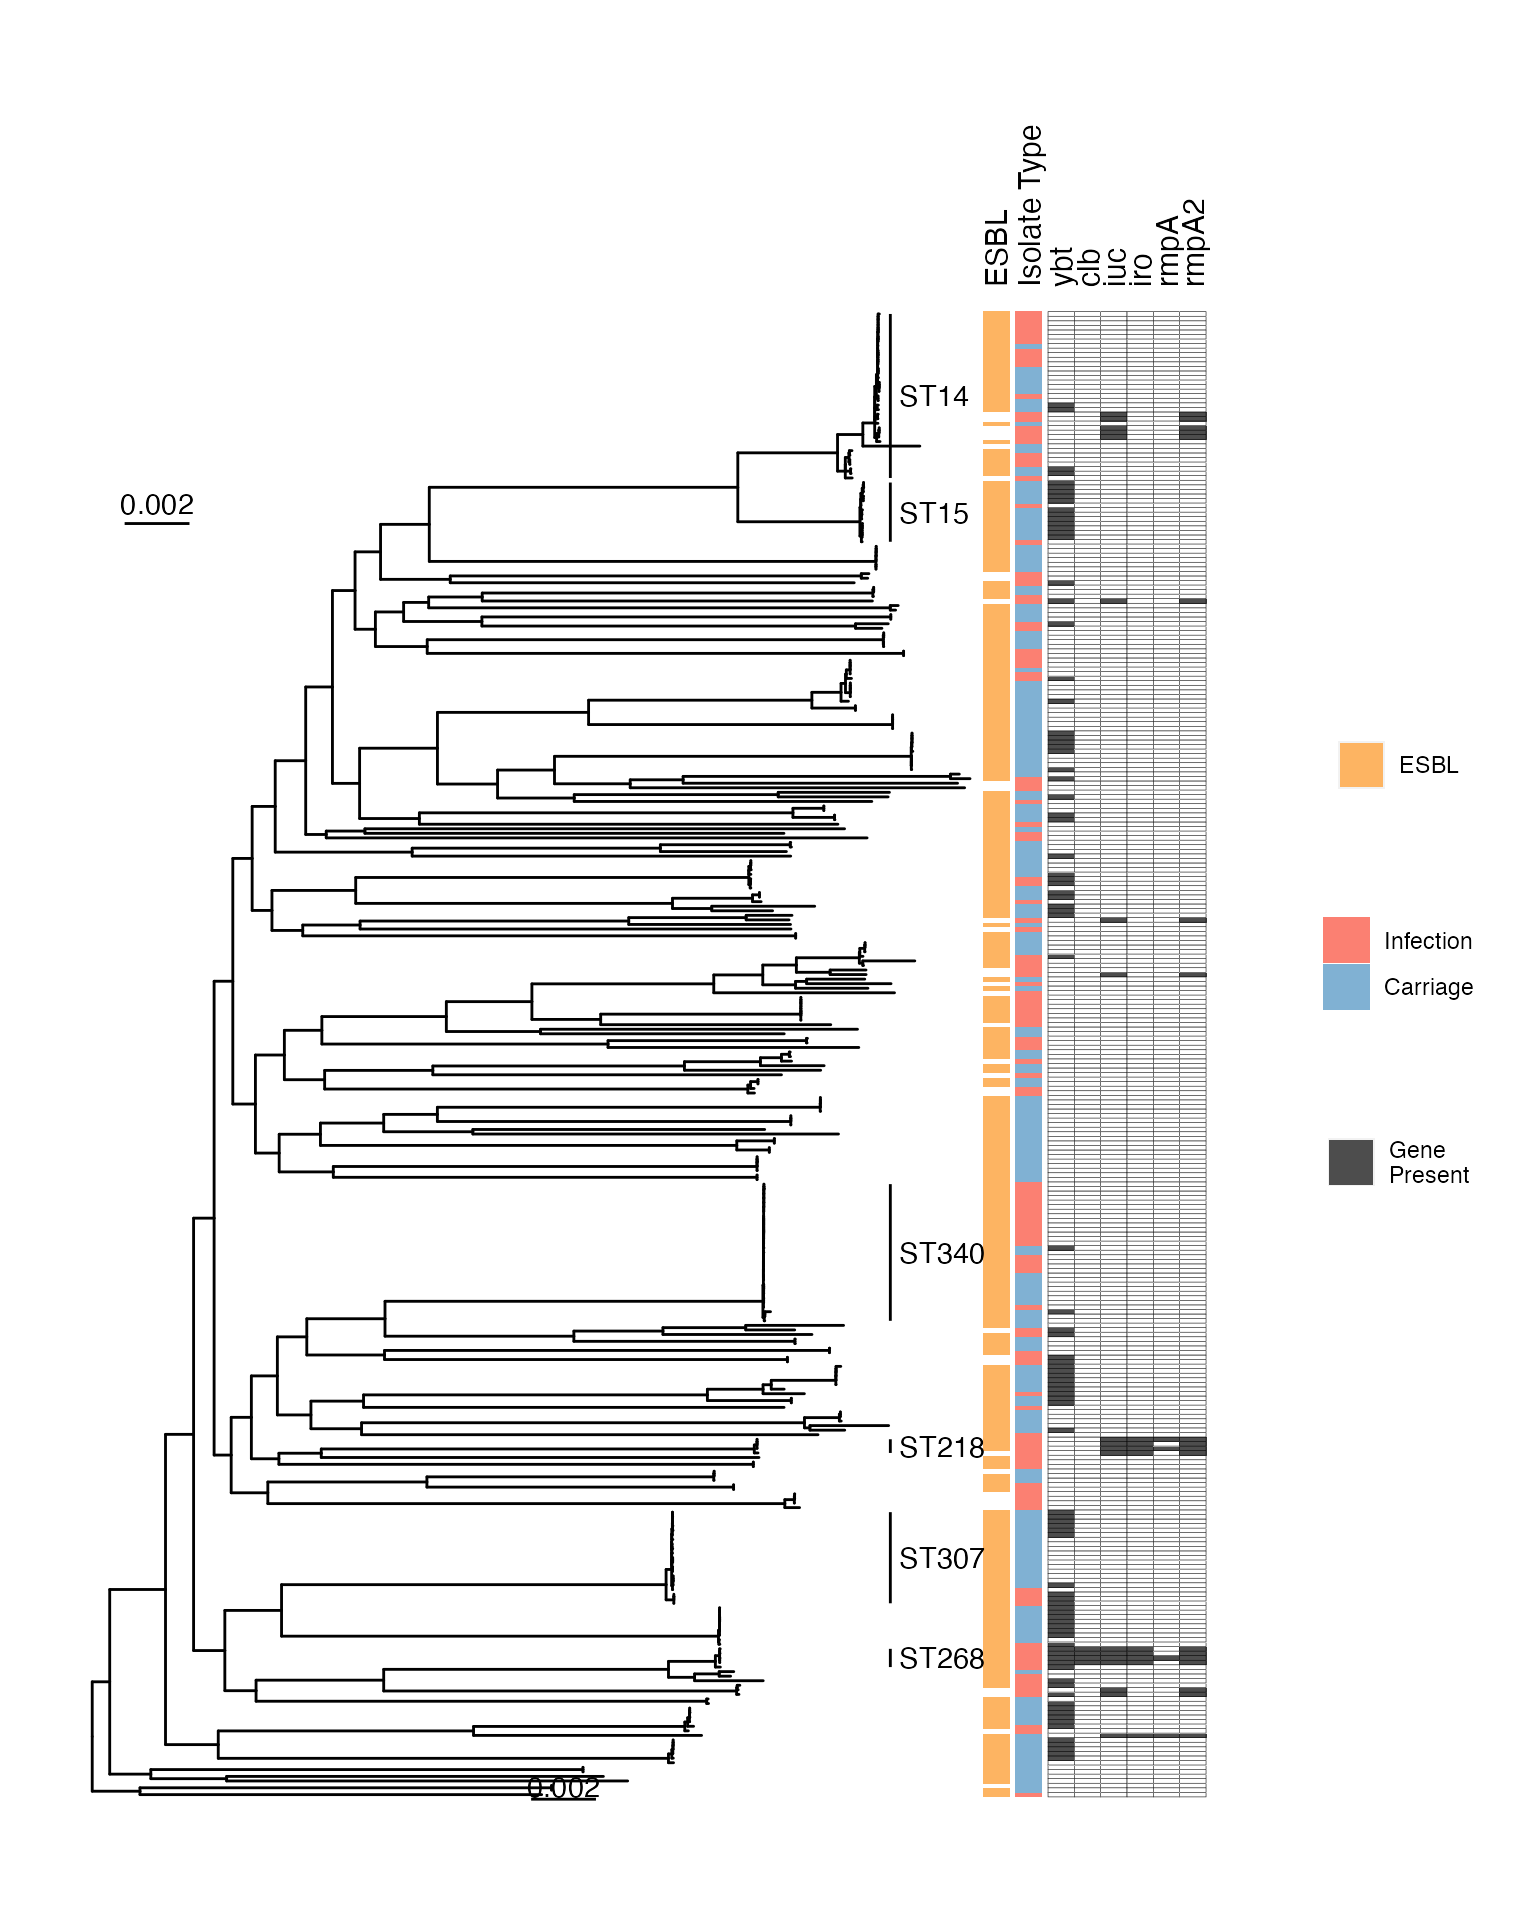 ESBL
Isolate Type
ybt
clb
iuc
iro
rmpA
rmpA2
ST14
0.002
ST15
ESBL
Infection
Carriage
Gene
Present
ST340
ST218
ST307
ST268
0.002